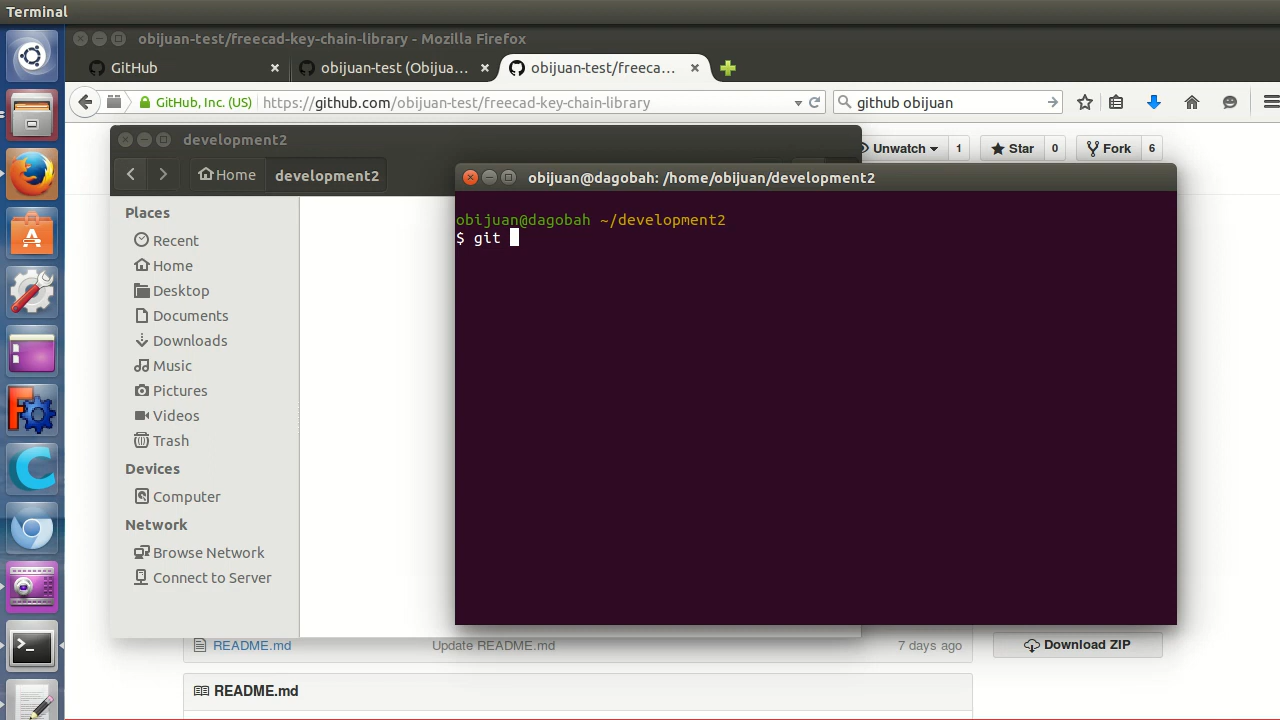 Terminal
obijuan-test/freecad-key-chain-library - Mozilla Firefox
GitHub
obijuan-test (Obijua...
obijuan-test/freeca...
GitHub, Inc. (US)
https://github.com/obijuan-test/freecad-key-chain-library
github obijuan
development2
Unwatch
1
Star
0
Fork
6
Home
development2
obijuan@dagobah: /home/obijuan/development2
Places
Recent
Home
Desktop
Documents
Downloads
Music
Pictures
Videos
Trash
Devices
Computer
Network
Browse Network
Connect to Server
obijuan@dagobah ~/development2
$ git
README.md
Update README.md
7 days ago
Download ZIP
README.md